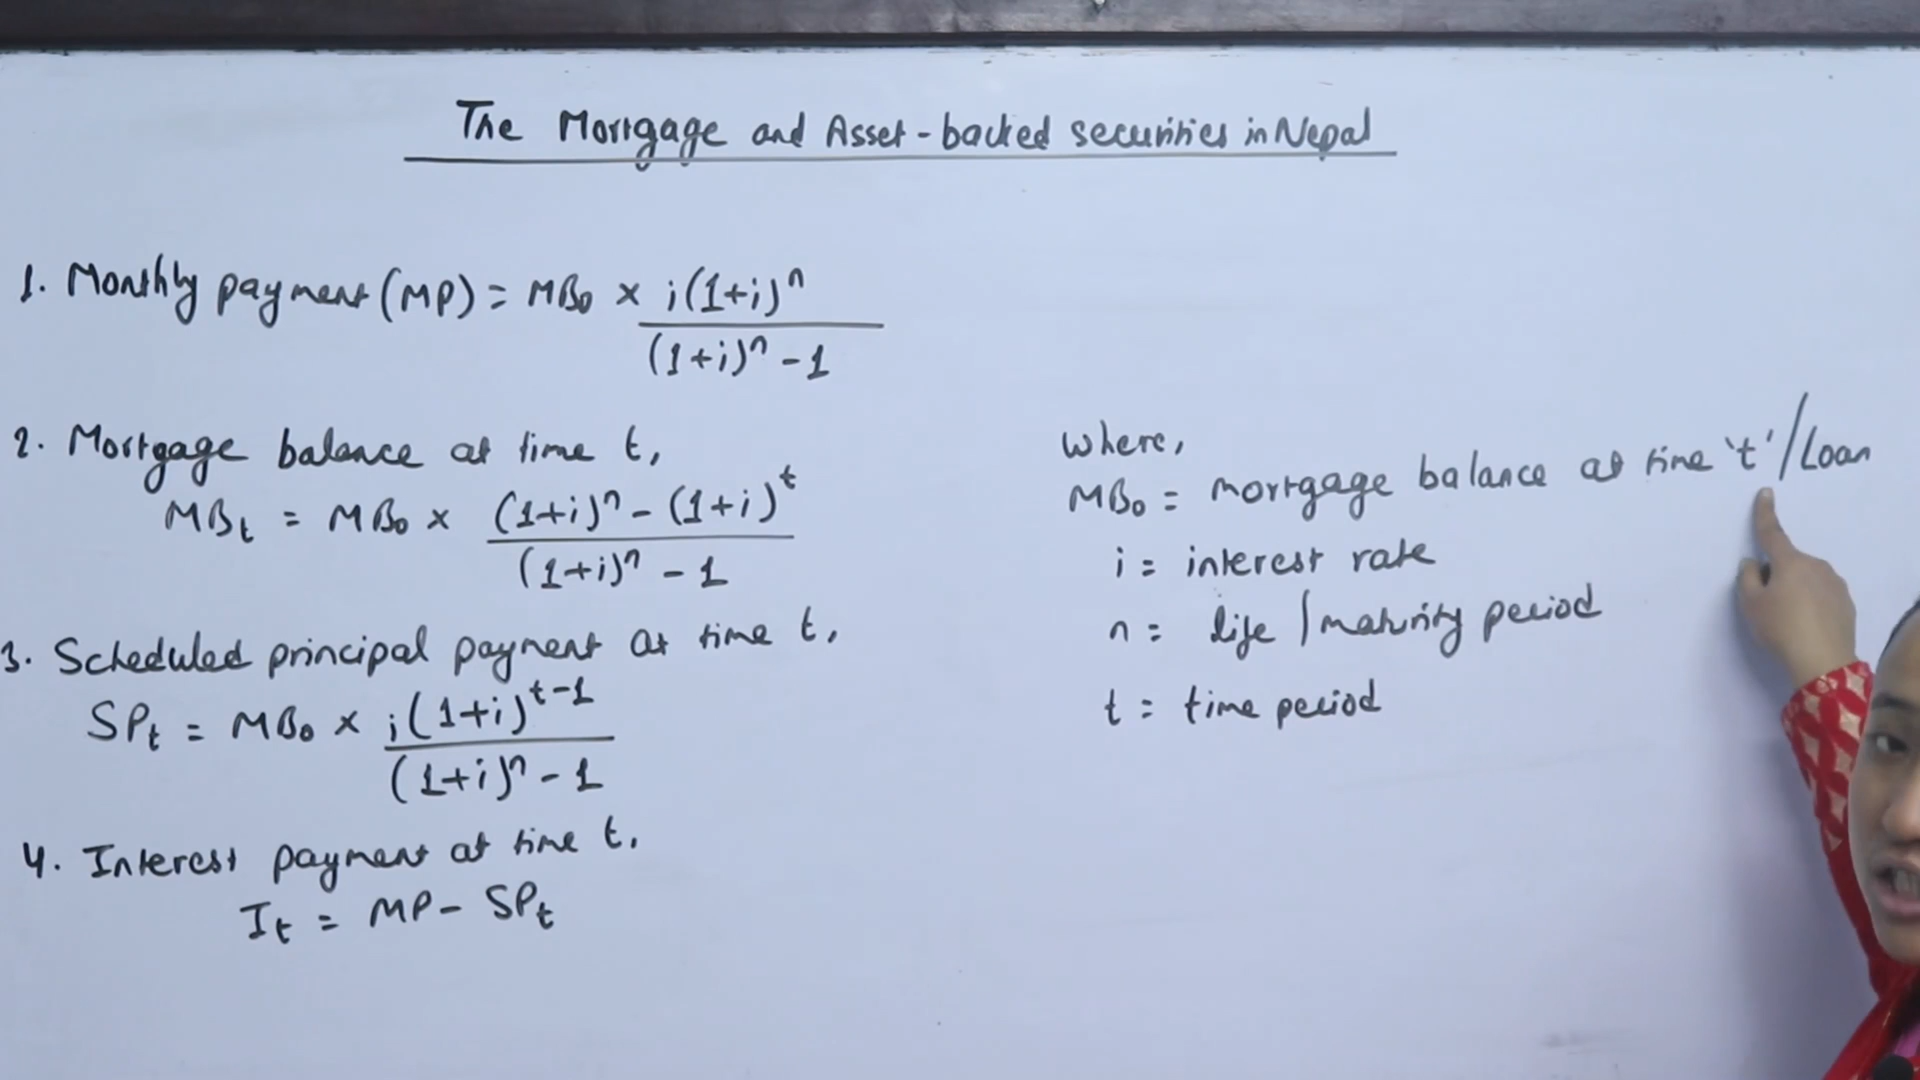 The Mortgage and Asset-backed securities in Nepal
1. Monthly payment (MP) = MB₀ × i(1+i)ⁿ / (1+i)ⁿ - 1
2. Mortgage balance at time t,
MBₜ = MB₀ × (1+i)ⁿ - (1+i)ᵗ / (1+i)ⁿ - 1
3. Scheduled principal payment at time t,
SPₜ = MB₀ × i(1+i)ᵗ⁻¹ / (1+i)ⁿ - 1
4. Interest payment at time t,
Iₜ = MP - SPₜ
where,
MB₀ = mortgage balance at time 't' / Loan
i = interest rate
n = life / maturity period
t = time period